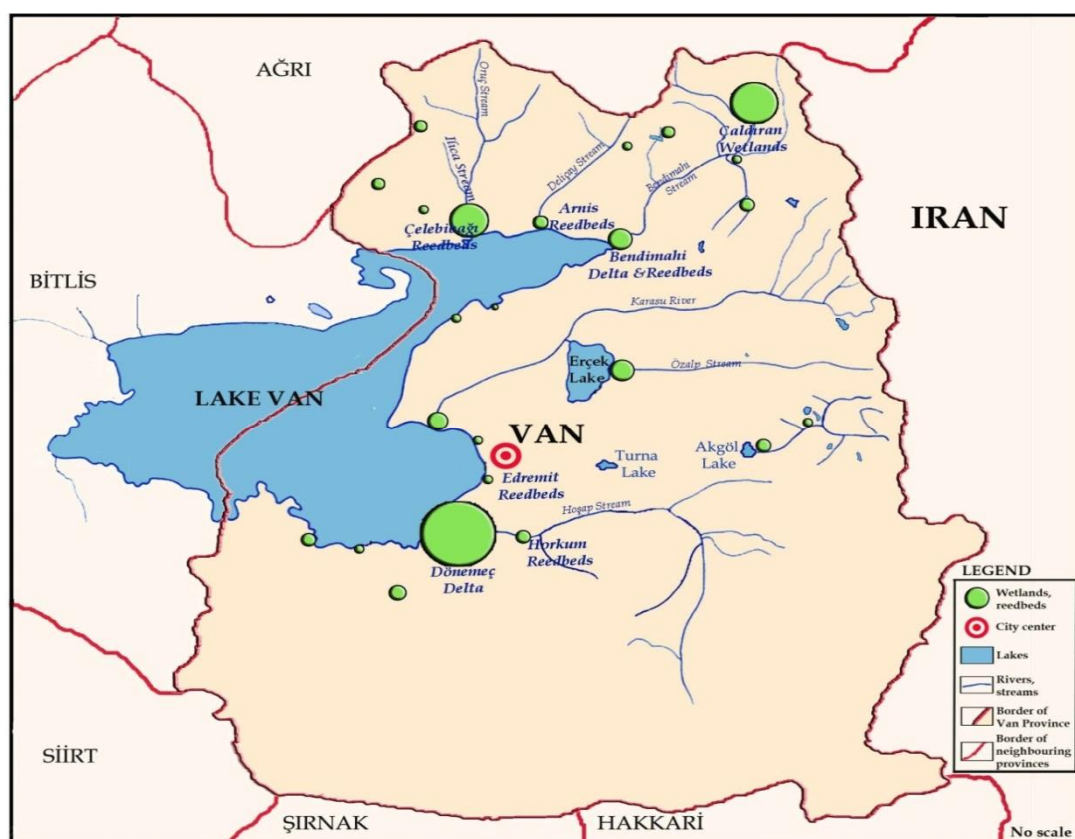 AĞRI
Oruç Stream
Ilıca Stream
Deliçay Stream
Bendimahi
Stream
Çaldıran
Wetlands
Çelebibağı
Reedbeds
Arnis
Reedbeds
Bendimahi
Delta &Reedbeds
IRAN
BİTLİS
Karasu River
Erçek
Lake
Özalp Stream
LAKE VAN
VAN
Turna
Lake
Akgöl
Lake
Edremit
Reedbeds
Hoşap Stream
Horkum
Reedbeds
Dönemeç
Delta
LEGEND
Wetlands,
reedbeds
City center
Lakes
Rivers,
streams
Border of
Van Province
Border of
neighbouring
provinces
SİİRT
ŞIRNAK
HAKKARİ
No scale